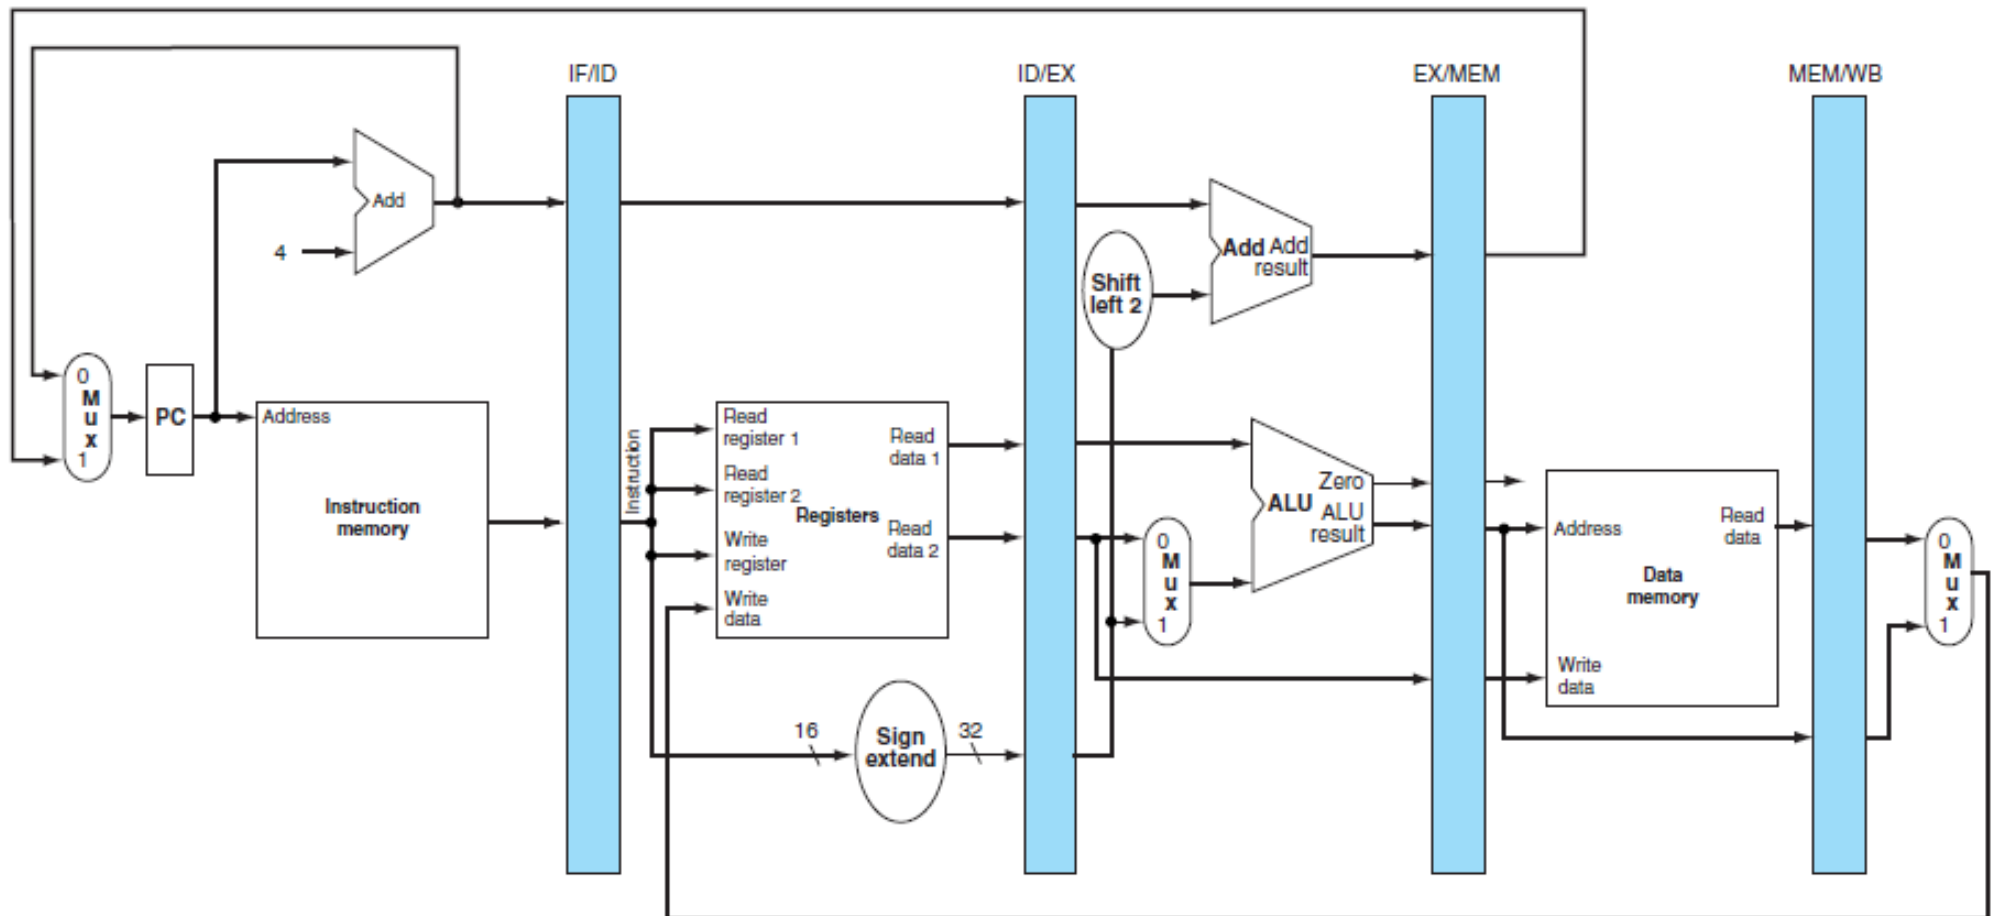 IF/ID
ID/EX
EX/MEM
MEM/WB
Add
4
Add Add
result
Shift
left 2
0
M
u
x
1
PC
Address
Instruction
memory
Instruction
Read
register 1
Read
register 2
Write
register
Write
data
Registers
Read
data 1
Read
data 2
16
Sign
extend
32
0
M
u
x
1
Zero
ALU
ALU
result
Address
Read
data
Data
memory
Write
data
0
M
u
x
1